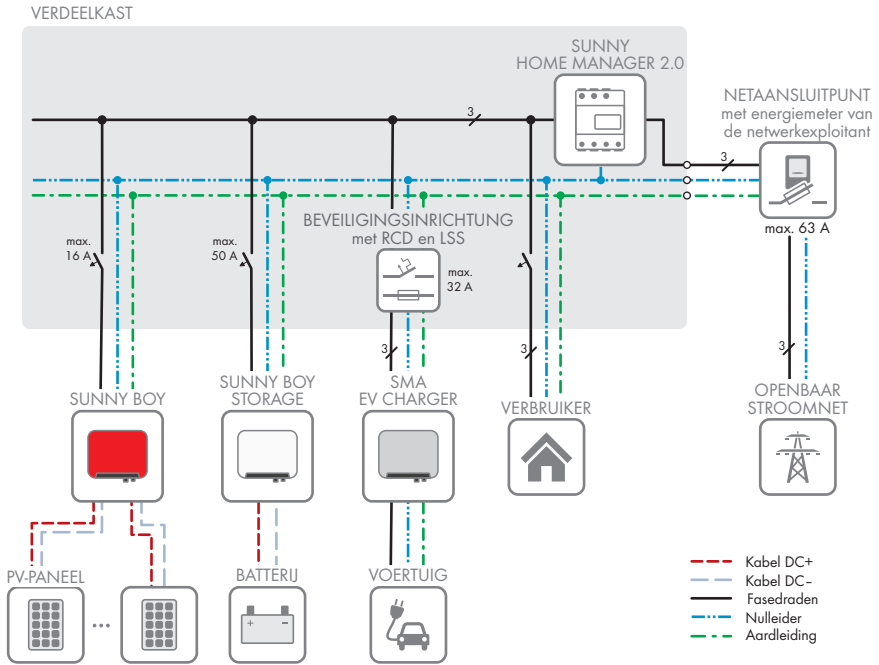 VERDEELKAST
SUNNY
HOME MANAGER 2.0
NETAANSLUITPUNT
met energiemeter van
de netwerkexploitant
3
3
max. 63 A
BEVEILIGINGSINRICHTING
met RCD en LSS
max.
16 A
max.
50 A
max.
32 A
3
3
3
SUNNY BOY
SUNNY BOY
STORAGE
SMA
EV CHARGER
VERBRUIKER
OPENBAAR
STROOMNET
PV-PANEEL
...
BATTERIJ
+ −
VOERTUIG
Kabel DC+
Kabel DC–
Fasedraden
Nulleider
Aardleiding